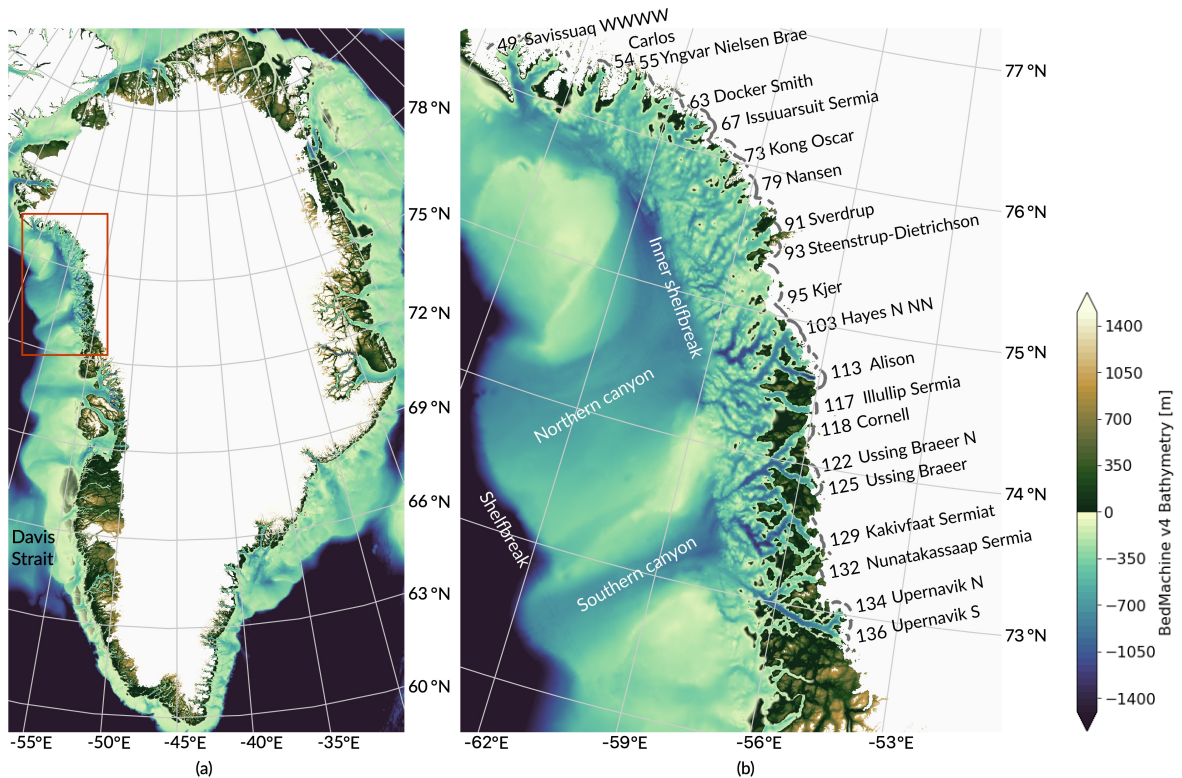 78°N
75°N
72°N
69°N
66°N
63°N
60°N
Davis
Strait
-55°E
-50°E
-45°E
-40°E
-35°E
(a)
49 Savissuaq WWWW
Carlos
54
55 Yngvar Nielsen Brae
63 Docker Smith
67 Issuuarsuit Sermia
73 Kong Oscar
79 Nansen
91 Sverdrup
93 Steenstrup-Dietrichson
95 Kjer
103 Hayes N NN
113 Alison
117 Illullip Sermia
118 Cornell
122 Ussing Braeer N
125 Ussing Braeer
129 Kakivfaat Sermiat
132 Nunatakassaap Sermia
134 Upernavik N
136 Upernavik S
Inner shelfbreak
Northern canyon
Shelfbreak
Southern canyon
77°N
76°N
75°N
74°N
73°N
-62°E
-59°E
-56°E
-53°E
(b)
1400
1050
700
350
0
−350
−700
−1050
−1400
BedMachine v4 Bathymetry [m]